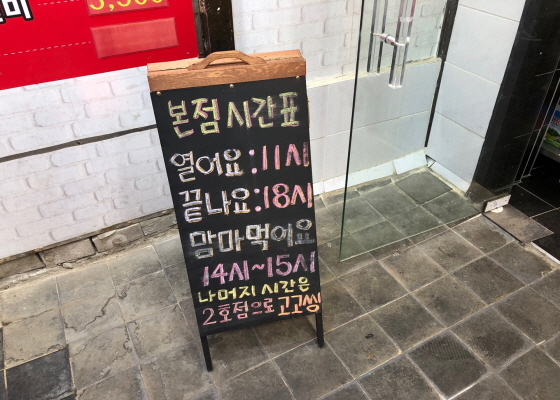 3,500
본점 시간표
열어요:11시
끝나요:18시
맘마먹어요
14시~15시
나머지 시간은
2호점으로 고고씽